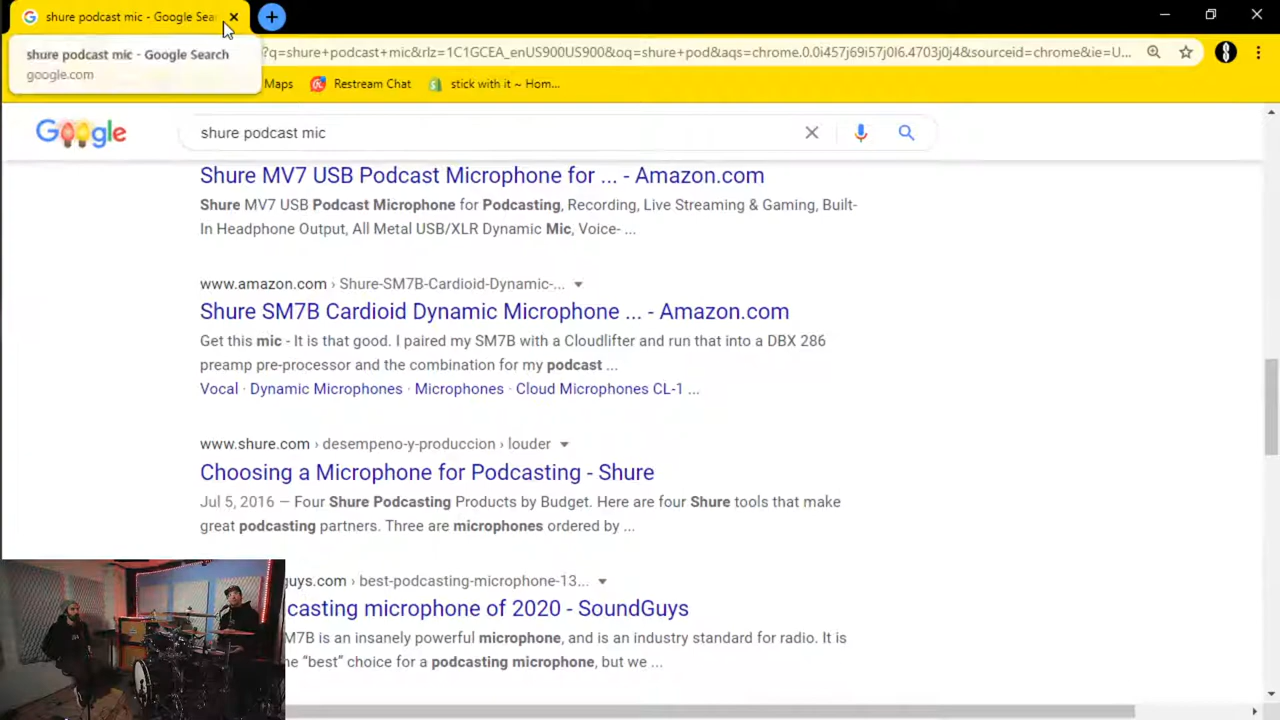 shure podcast mic - Google Sea
shure podcast mic - Google Search
google.com
?q=shure+podcast+mic&rlz=1C1GCEA_enUS900US900&oq=shure+pod&aqs=chrome.0.0i457j69i57j0l6.4703j0j4&sourceid=chrome&ie=U...
Maps
Restream Chat
stick with it ~ Hom...
Google
shure podcast mic
Shure MV7 USB Podcast Microphone for ... - Amazon.com
Shure MV7 USB Podcast Microphone for Podcasting, Recording, Live Streaming & Gaming, Built-
In Headphone Output, All Metal USB/XLR Dynamic Mic, Voice- ...
www.amazon.com › Shure-SM7B-Cardioid-Dynamic-...
Shure SM7B Cardioid Dynamic Microphone ... - Amazon.com
Get this mic - It is that good. I paired my SM7B with a Cloudlifter and run that into a DBX 286
preamp pre-processor and the combination for my podcast ...
Vocal · Dynamic Microphones · Microphones · Cloud Microphones CL-1 ...
www.shure.com › desempeno-y-produccion › louder
Choosing a Microphone for Podcasting - Shure
Jul 5, 2016 — Four Shure Podcasting Products by Budget. Here are four Shure tools that make
great podcasting partners. Three are microphones ordered by ...
guys.com › best-podcasting-microphone-13...
casting microphone of 2020 - SoundGuys
M7B is an insanely powerful microphone, and is an industry standard for radio. It is
he "best" choice for a podcasting microphone, but we ...